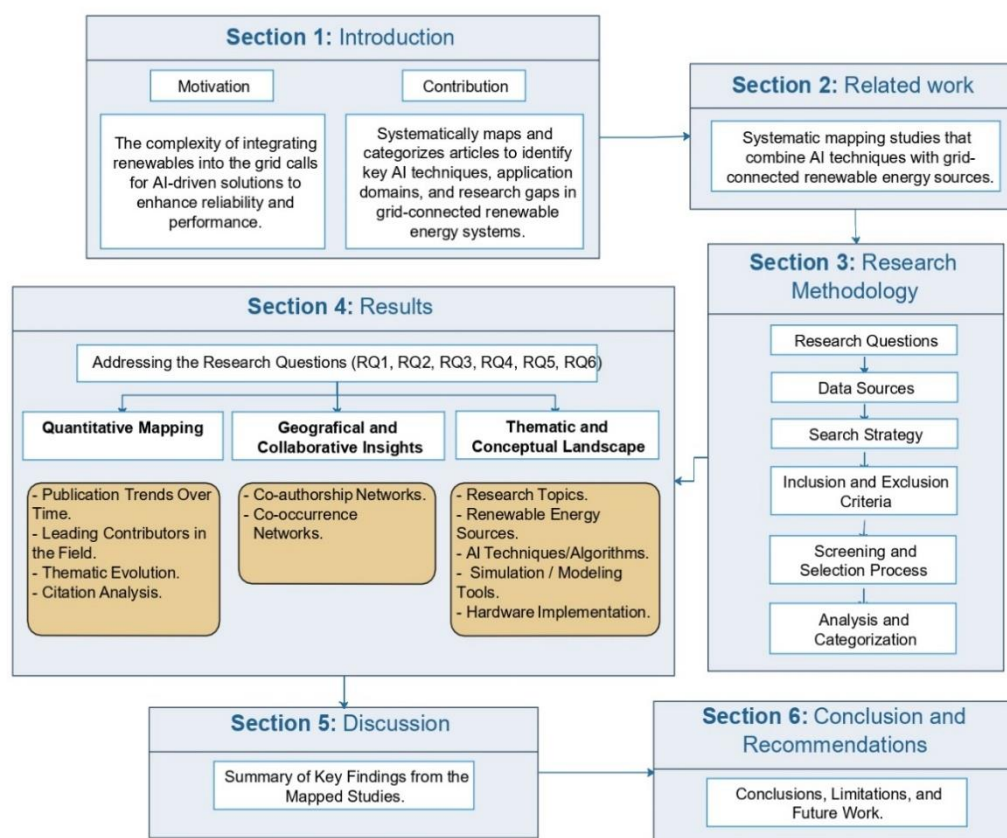 Section 1: Introduction
Motivation
The complexity of integrating
renewables into the grid calls
for AI-driven solutions to
enhance reliability and
performance.
Contribution
Systematically maps and
categorizes articles to identify
key AI techniques, application
domains, and research gaps in
grid-connected renewable
energy systems.
Section 2: Related work
Systematic mapping studies that
combine AI techniques with grid-
connected renewable energy sources.
Section 3: Research
Methodology
Research Questions
Data Sources
Search Strategy
Inclusion and Exclusion
Criteria
Screening and
Selection Process
Analysis and
Categorization
Section 4: Results
Addressing the Research Questions (RQ1, RQ2, RQ3, RQ4, RQ5, RQ6)
Quantitative Mapping
- Publication Trends Over
Time.
- Leading Contributors in
the Field.
- Thematic Evolution.
- Citation Analysis.
Geografical and
Collaborative Insights
- Co-authorship Networks.
- Co-occurrence
Networks.
Thematic and
Conceptual Landscape
- Research Topics.
- Renewable Energy
Sources.
- AI Techniques/Algorithms.
- Simulation / Modeling
Tools.
- Hardware Implementation.
Section 5: Discussion
Summary of Key Findings from the
Mapped Studies.
Section 6: Conclusion and
Recommendations
Conclusions, Limitations, and
Future Work.